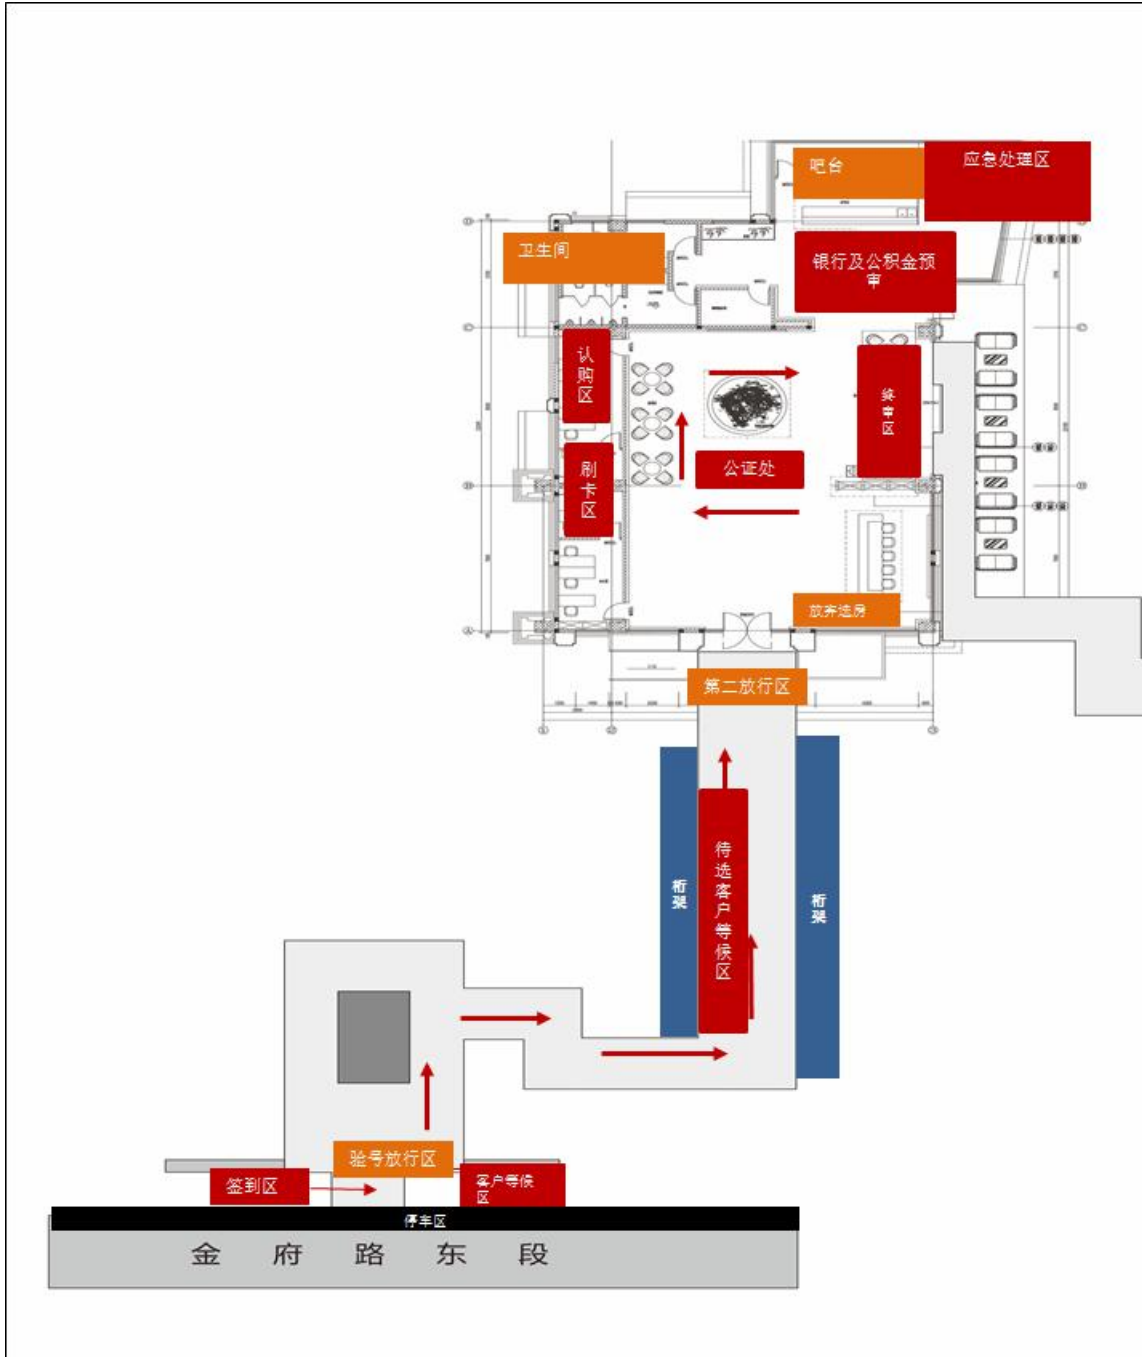 吧台
应急处理区
卫生间
银行及公积金预
审
认购区
终审区
刷卡区
公证处
放弃选房
第二放行区
待选客户等候区
桁架
桁架
验号放行区
签到区
客户等候
区
停车区
金府路东段